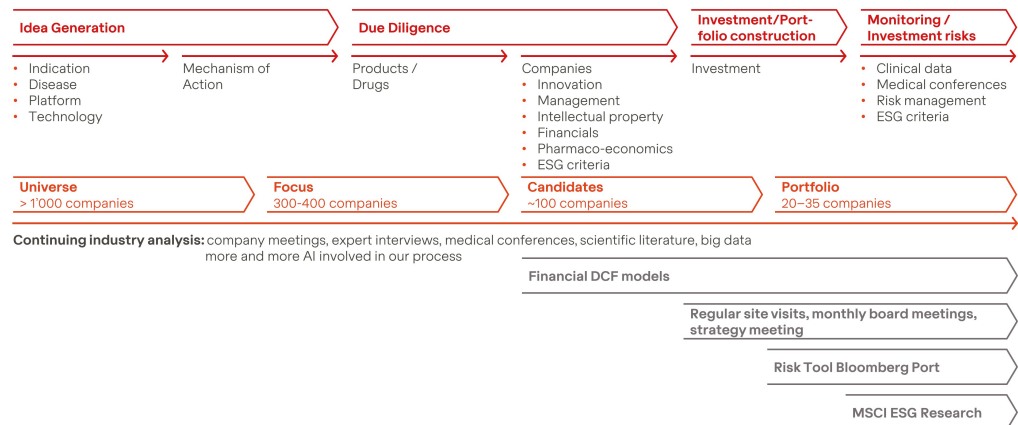 Idea Generation
Due Diligence
Investment/Port-
folio construction
Monitoring /
Investment risks
• Indication
• Disease
• Platform
• Technology
Mechanism of
Action
Products /
Drugs
Companies
• Innovation
• Management
• Intellectual property
• Financials
• Pharmaco-economics
• ESG criteria
Investment
• Clinical data
• Medical conferences
• Risk management
• ESG criteria
Universe
> 1'000 companies
Focus
300-400 companies
Candidates
~100 companies
Portfolio
20–35 companies
Continuing industry analysis: company meetings, expert interviews, medical conferences, scientific literature, big data
more and more AI involved in our process
Financial DCF models
Regular site visits, monthly board meetings,
strategy meeting
Risk Tool Bloomberg Port
MSCI ESG Research